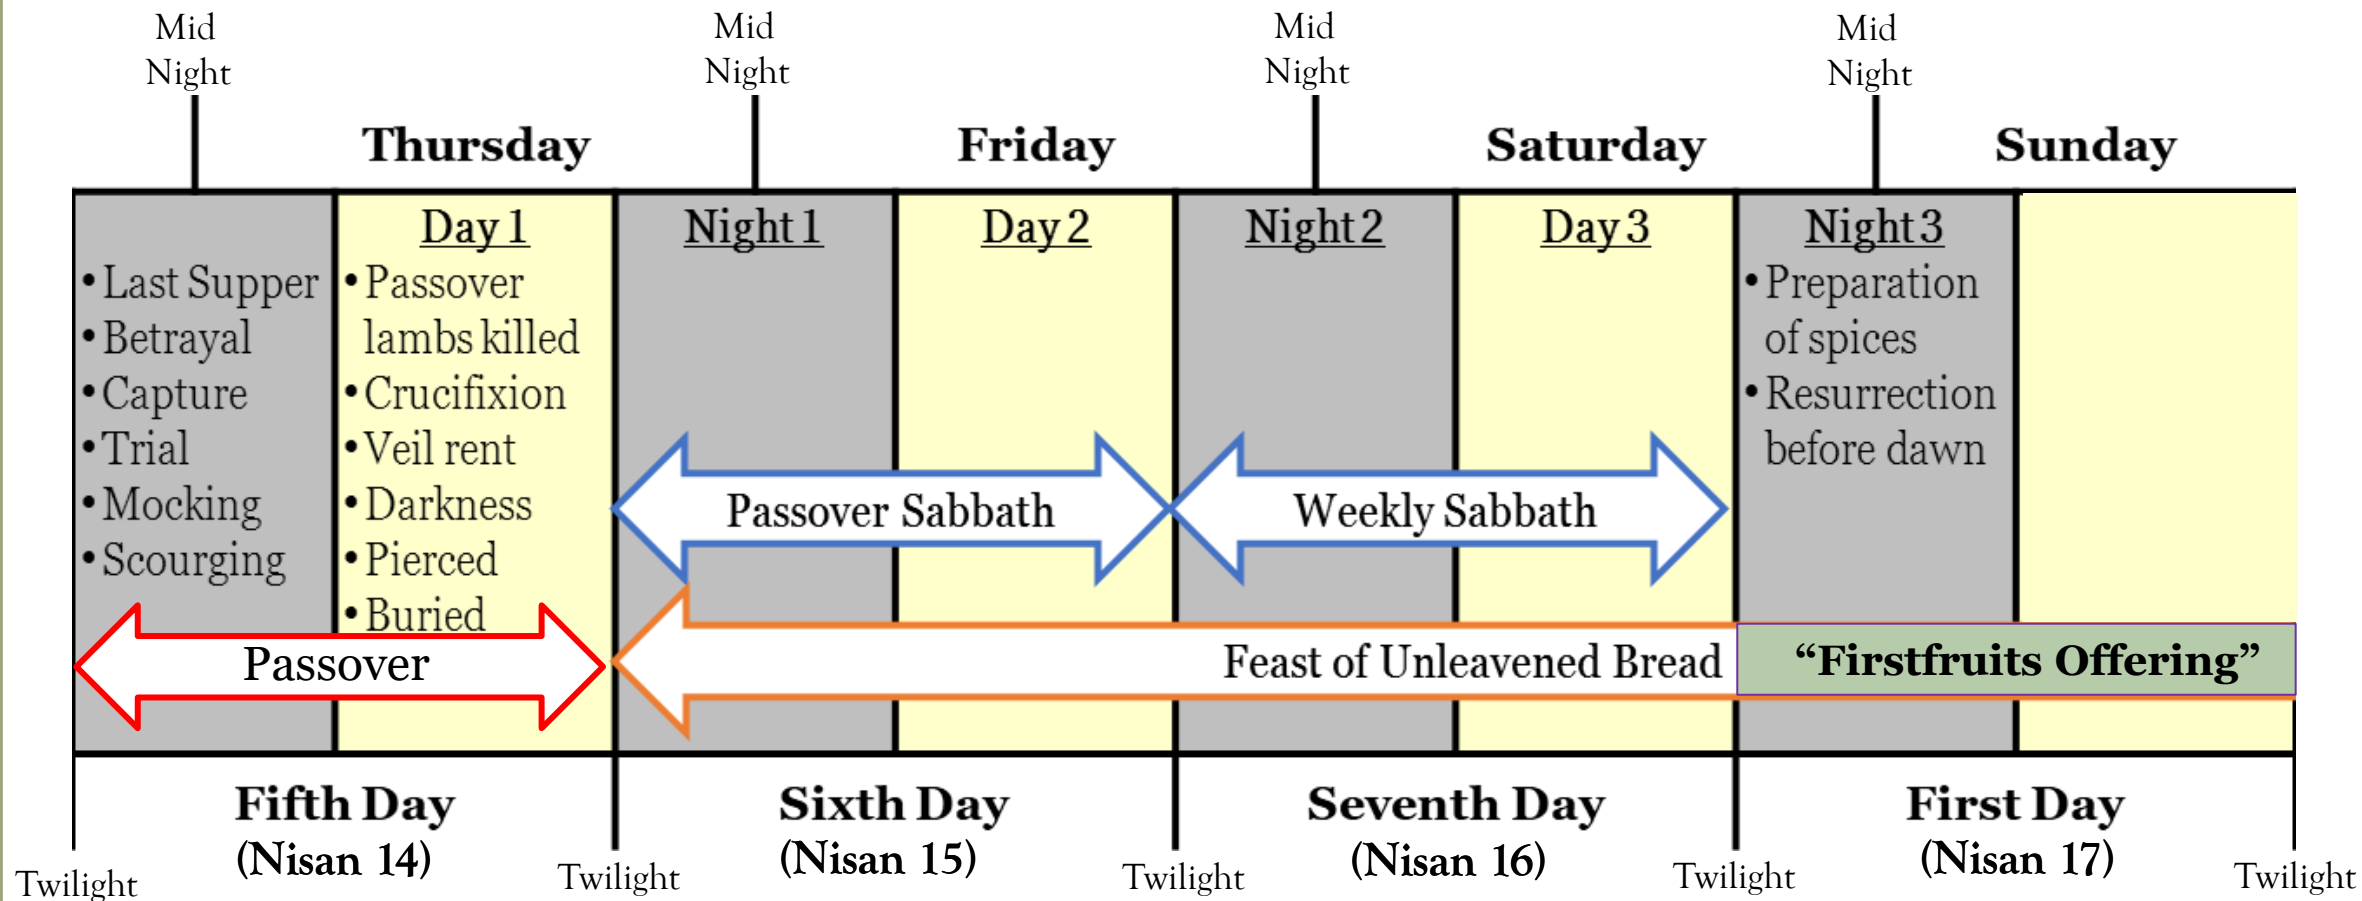 Mid
Night
Mid
Night
Mid
Night
Mid
Night
Thursday
Friday
Saturday
Sunday
• Last Supper
• Betrayal
• Capture
• Trial
• Mocking
• Scourging
Day 1
• Passover
lambs killed
• Crucifixion
• Veil rent
• Darkness
• Pierced
• Buried
Night 1
Day 2
Night 2
Day 3
Night 3
• Preparation
of spices
• Resurrection
before dawn
Passover Sabbath
Weekly Sabbath
Passover
Feast of Unleavened Bread
“Firstfruits Offering”
Fifth Day
(Nisan 14)
Sixth Day
(Nisan 15)
Seventh Day
(Nisan 16)
First Day
(Nisan 17)
Twilight
Twilight
Twilight
Twilight
Twilight